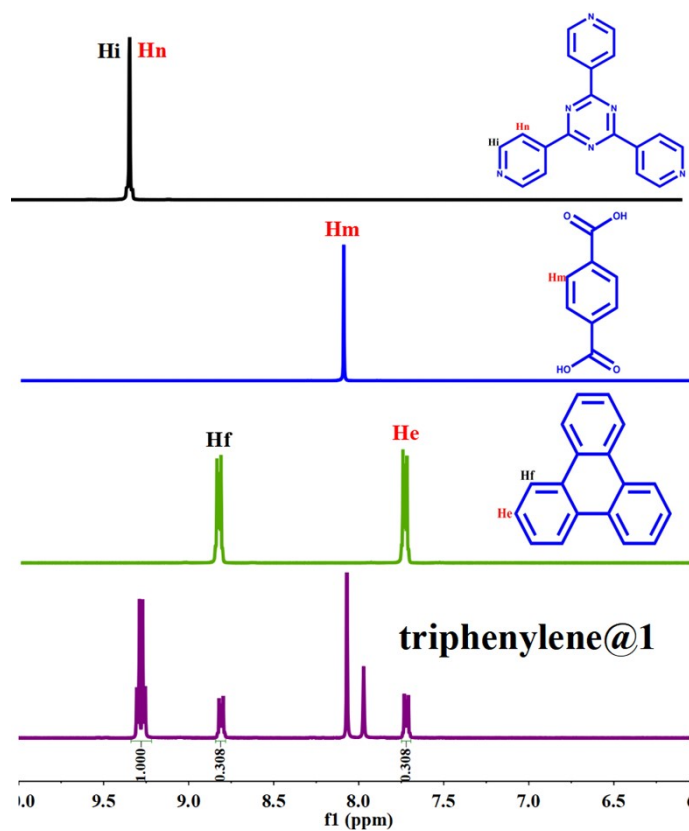 Hi Hn
N
N N
N
Hn
Hi
N N
Hm
O OH
Hm
HO O
Hf He
Hf
He
triphenylene@1
1.000 0.308 0.308
.0 9.5 9.0 8.5 8.0 7.5 7.0 6.5 6
f1 (ppm)